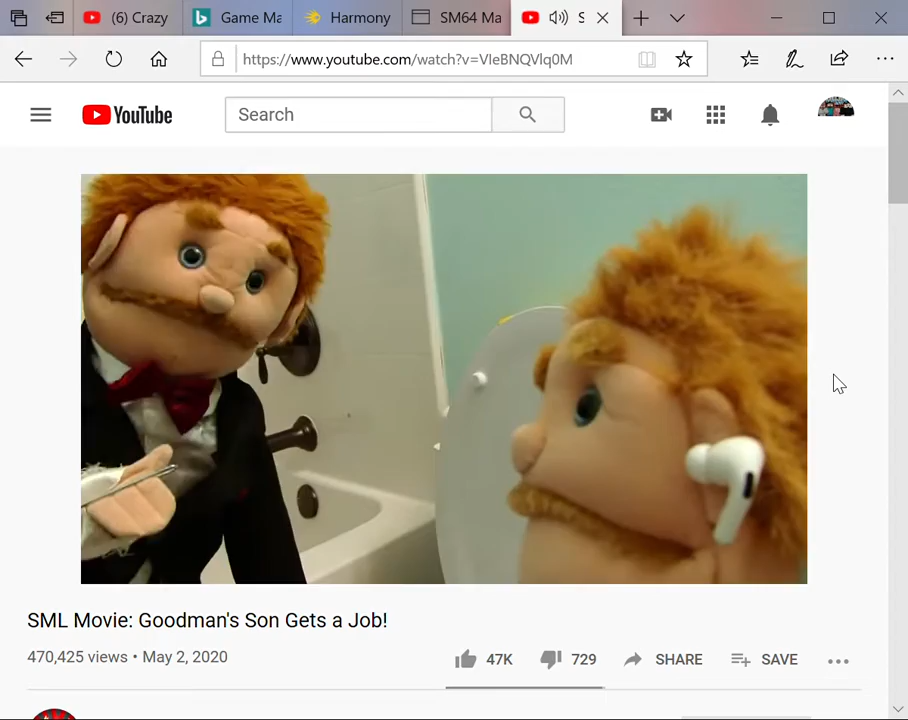 (6) Crazy
Game Ma
Harmony
SM64 Ma
S
https://www.youtube.com/watch?v=VIeBNQVlq0M
YouTube
Search
SML Movie: Goodman's Son Gets a Job!
470,425 views • May 2, 2020
47K
729
SHARE
SAVE